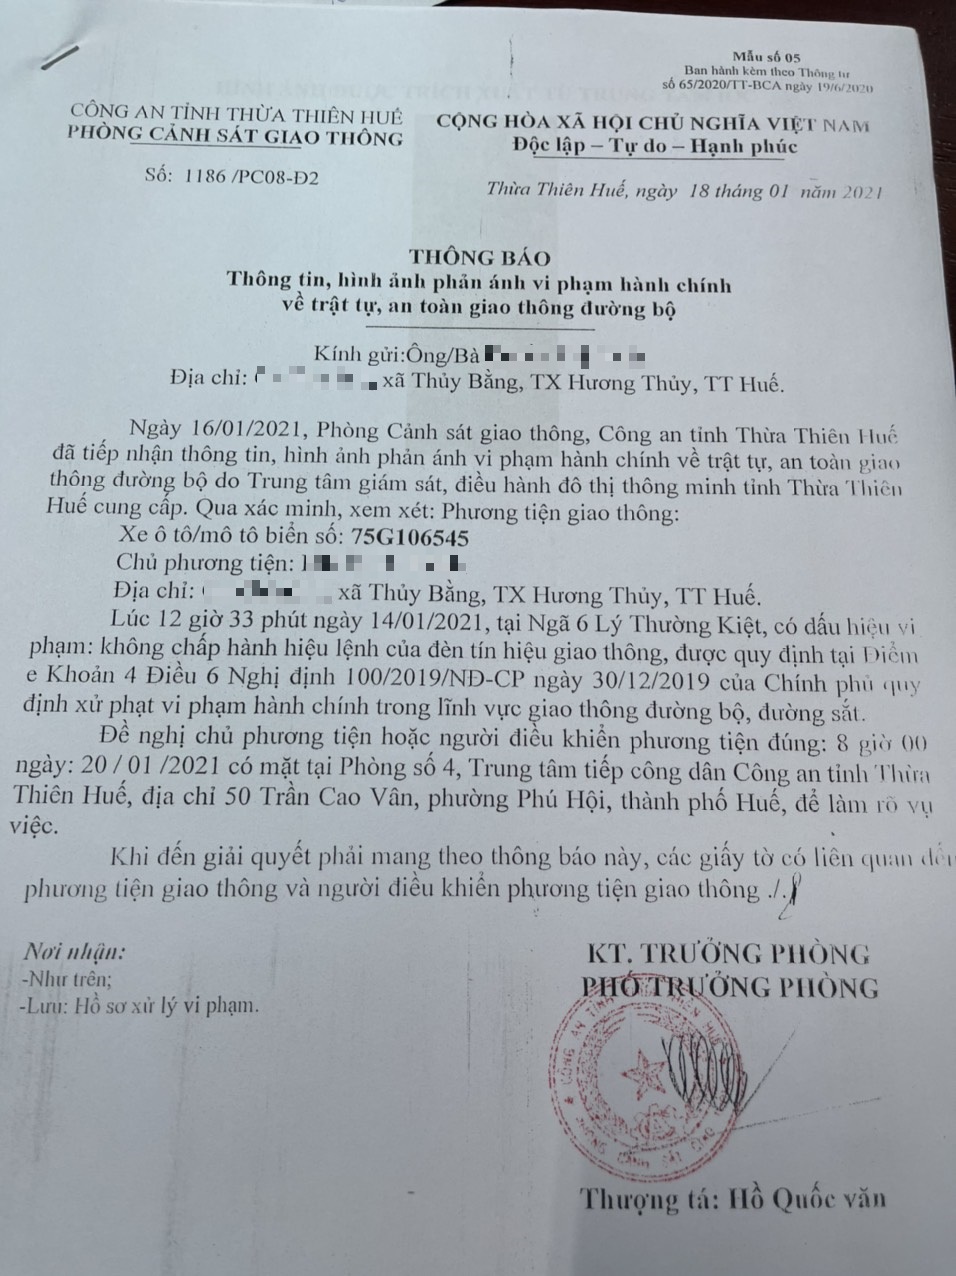 Mẫu số 05
Ban hành kèm theo Thông tư
số 65/2020/TT-BCA ngày 19/6/2020
CÔNG AN TỈNH THỪA THIÊN HUẾ
PHÒNG CẢNH SÁT GIAO THÔNG
Số: 1186 /PC08-Đ2
CỘNG HÒA XÃ HỘI CHỦ NGHĨA VIỆT NAM
Độc lập – Tự do – Hạnh phúc
Thừa Thiên Huế, ngày 18 tháng 01 năm 2021
THÔNG BÁO
Thông tin, hình ảnh phản ánh vi phạm hành chính
về trật tự, an toàn giao thông đường bộ
Kính gửi:Ông/Bà
Địa chỉ: xã Thủy Bằng, TX Hương Thủy, TT Huế.
Ngày 16/01/2021, Phòng Cảnh sát giao thông, Công an tỉnh Thừa Thiên Huế
đã tiếp nhận thông tin, hình ảnh phản ánh vi phạm hành chính về trật tự, an toàn giao
thông đường bộ do Trung tâm giám sát, điều hành đô thị thông minh tỉnh Thừa Thiên
Huế cung cấp. Qua xác minh, xem xét: Phương tiện giao thông:
Xe ô tô/mô tô biển số: 75G106545
Chủ phương tiện:
Địa chỉ: xã Thủy Bằng, TX Hương Thủy, TT Huế.
Lúc 12 giờ 33 phút ngày 14/01/2021, tại Ngã 6 Lý Thường Kiệt, có dấu hiệu vi
phạm: không chấp hành hiệu lệnh của đèn tín hiệu giao thông, được quy định tại Điểm
e Khoản 4 Điều 6 Nghị định 100/2019/NĐ-CP ngày 30/12/2019 của Chính phủ quy
định xử phạt vi phạm hành chính trong lĩnh vực giao thông đường bộ, đường sắt.
Đề nghị chủ phương tiện hoặc người điều khiển phương tiện đúng: 8 giờ 00
ngày: 20 / 01 /2021 có mặt tại Phòng số 4, Trung tâm tiếp công dân Công an tỉnh Thừa
Thiên Huế, địa chỉ 50 Trần Cao Vân, phường Phú Hội, thành phố Huế, để làm rõ vụ
việc.
Khi đến giải quyết phải mang theo thông báo này, các giấy tờ có liên quan đến
phương tiện giao thông và người điều khiển phương tiện giao thông ./.
Nơi nhận:
-Như trên;
-Lưu: Hồ sơ xử lý vi phạm.
KT. TRƯỞNG PHÒNG
PHÓ TRƯỞNG PHÒNG
Thượng tá: Hồ Quốc văn